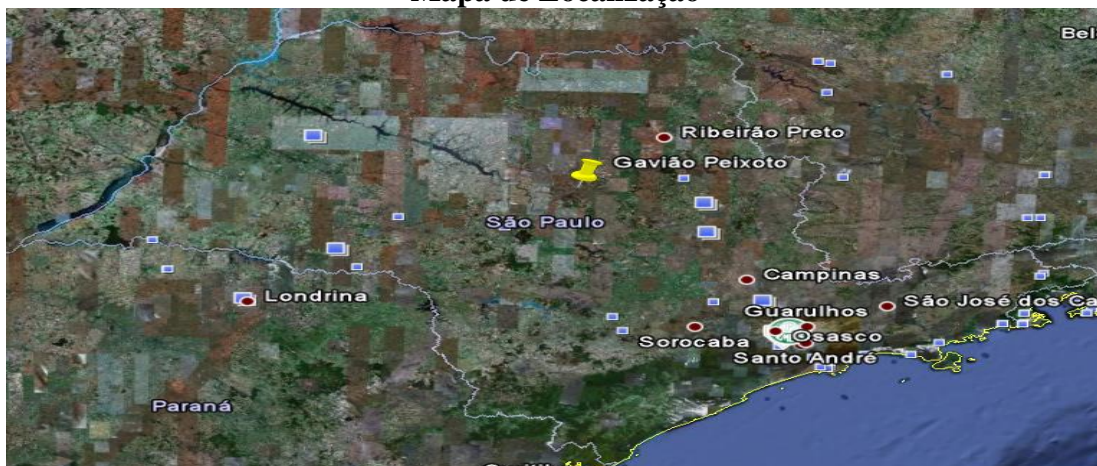 Mapa de Localização
Bel
Ribeirão Preto
Gavião Peixoto
São Paulo
Campinas
Londrina
São José dos Ca
Guarulhos
Sorocaba
Osasco
Santo André
Paraná